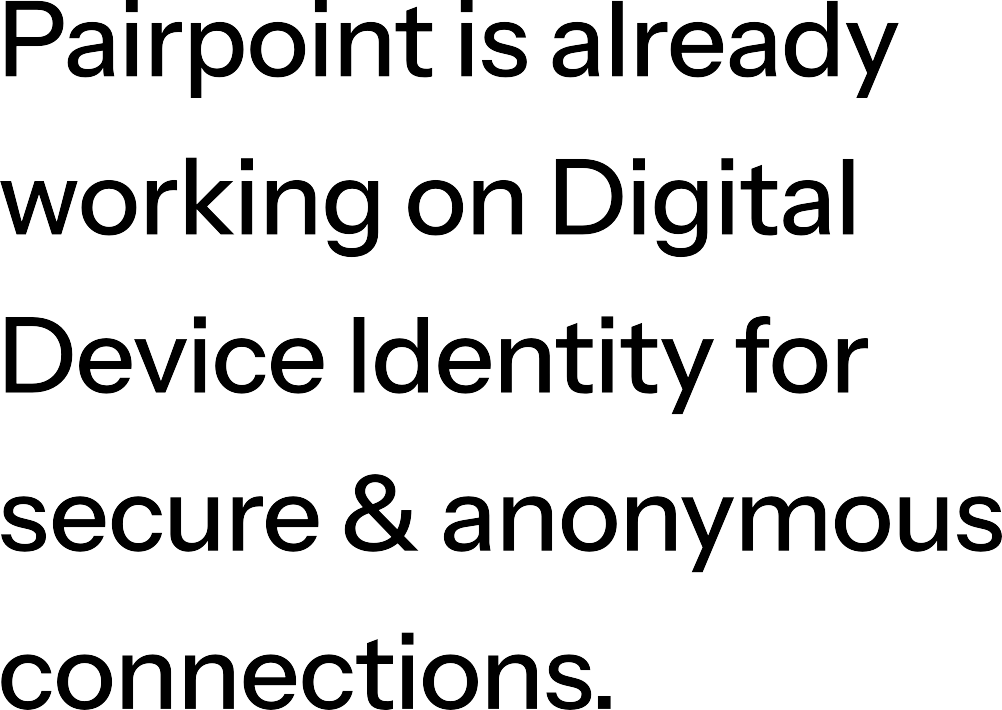 Pairpoint is already
working on Digital
Device Identity for
secure & anonymous
connections.